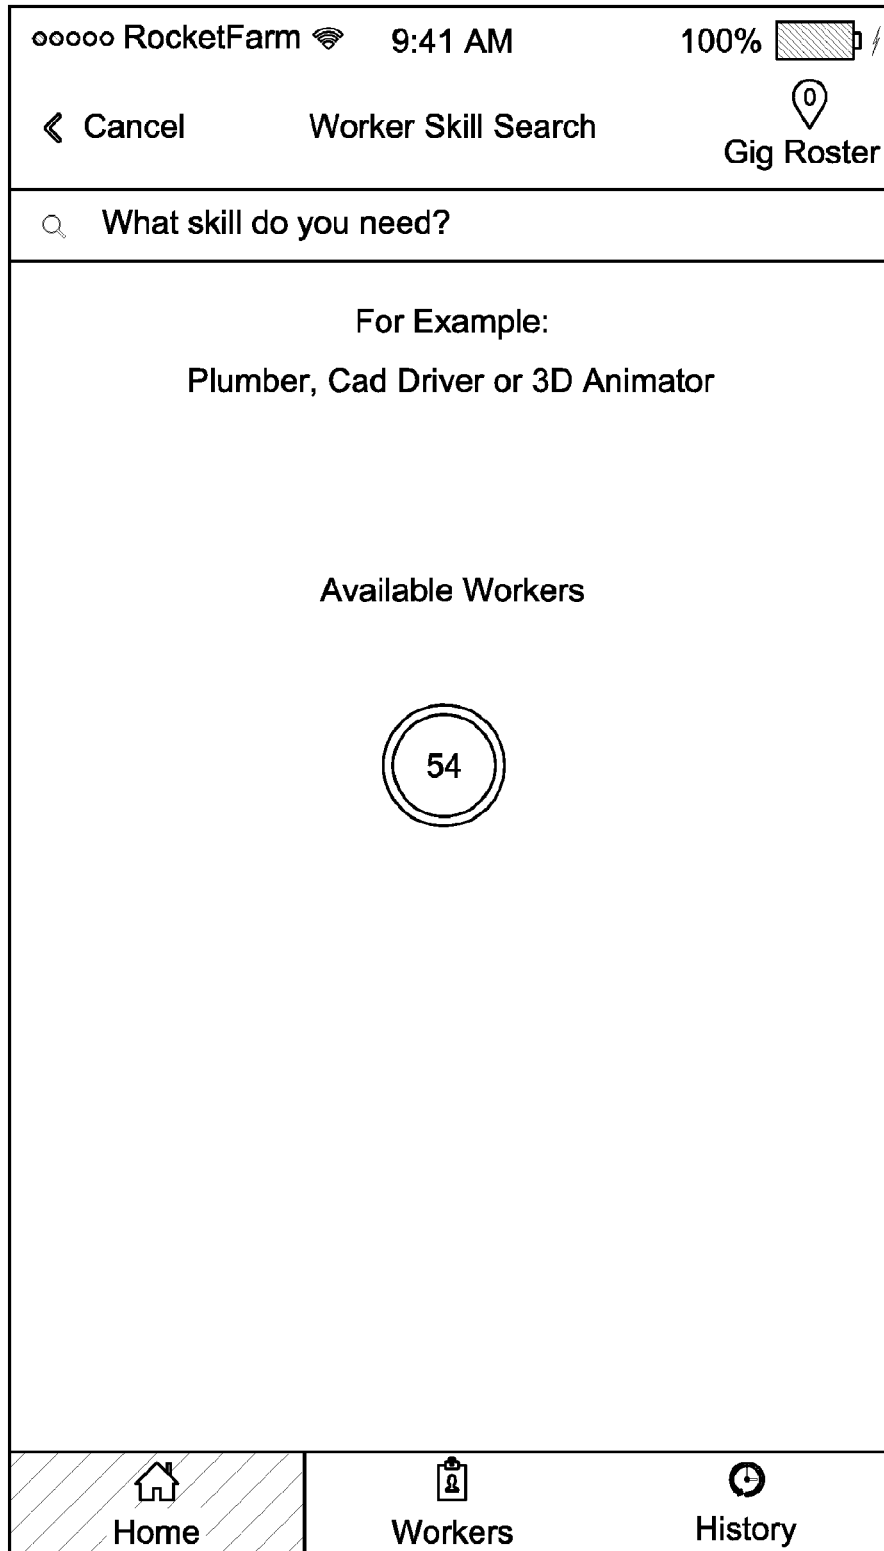 ooooo RocketFarm 9:41 AM 100%
0
Cancel Worker Skill Search Gig Roster
What skill do you need?
For Example:
Plumber, Cad Driver or 3D Animator
Available Workers
54
Home Workers History